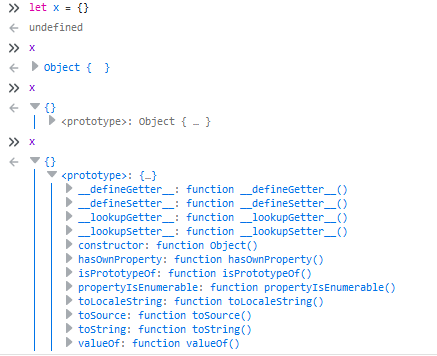 let x = {}
undefined
x
Object {  }
x
{}
<prototype>: Object { … }
x
{}
<prototype>: {…}
__defineGetter__: function __defineGetter__()
__defineSetter__: function __defineSetter__()
__lookupGetter__: function __lookupGetter__()
__lookupSetter__: function __lookupSetter__()
constructor: function Object()
hasOwnProperty: function hasOwnProperty()
isPrototypeOf: function isPrototypeOf()
propertyIsEnumerable: function propertyIsEnumerable()
toLocaleString: function toLocaleString()
toSource: function toSource()
toString: function toString()
valueOf: function valueOf()